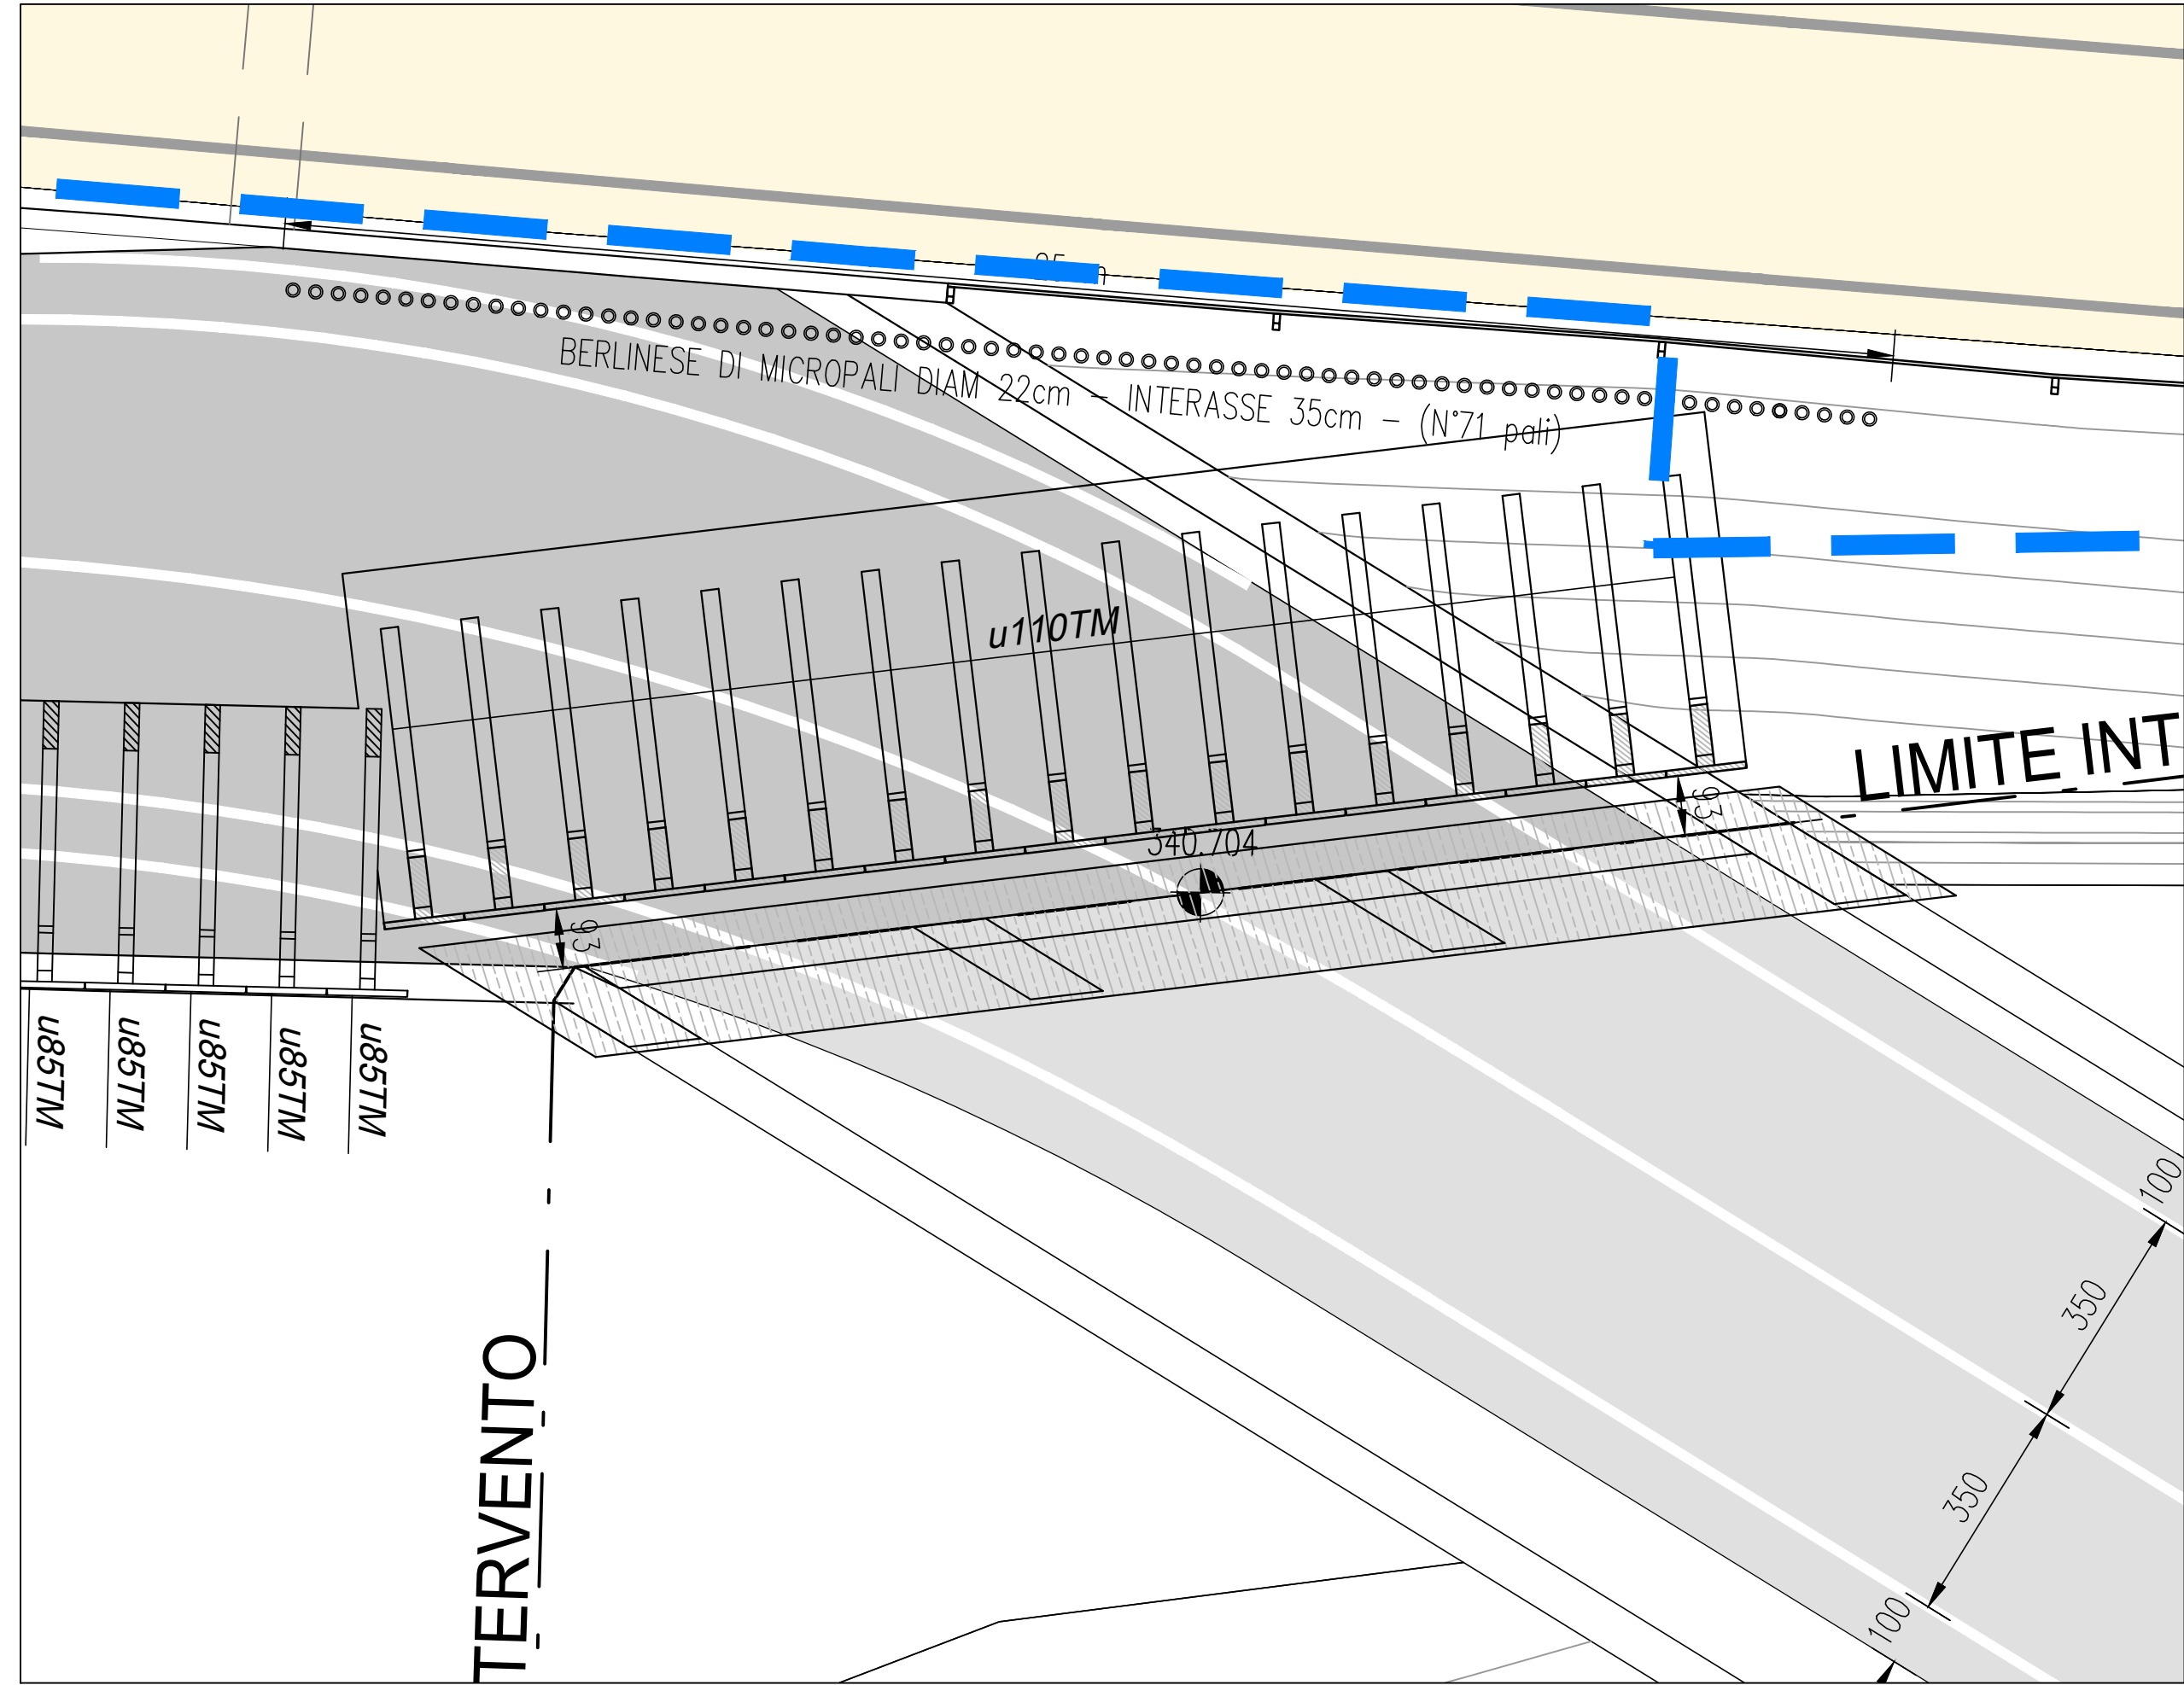 BERLINESE DI MICROPALI DIAM 22cm - INTERASSE 35cm - (N°71 pali)
u110TM
LIMITE INT
93
340.704
93
u85TM
u85TM
u85TM
u85TM
u85TM
TERVENTO
100
350
350
100